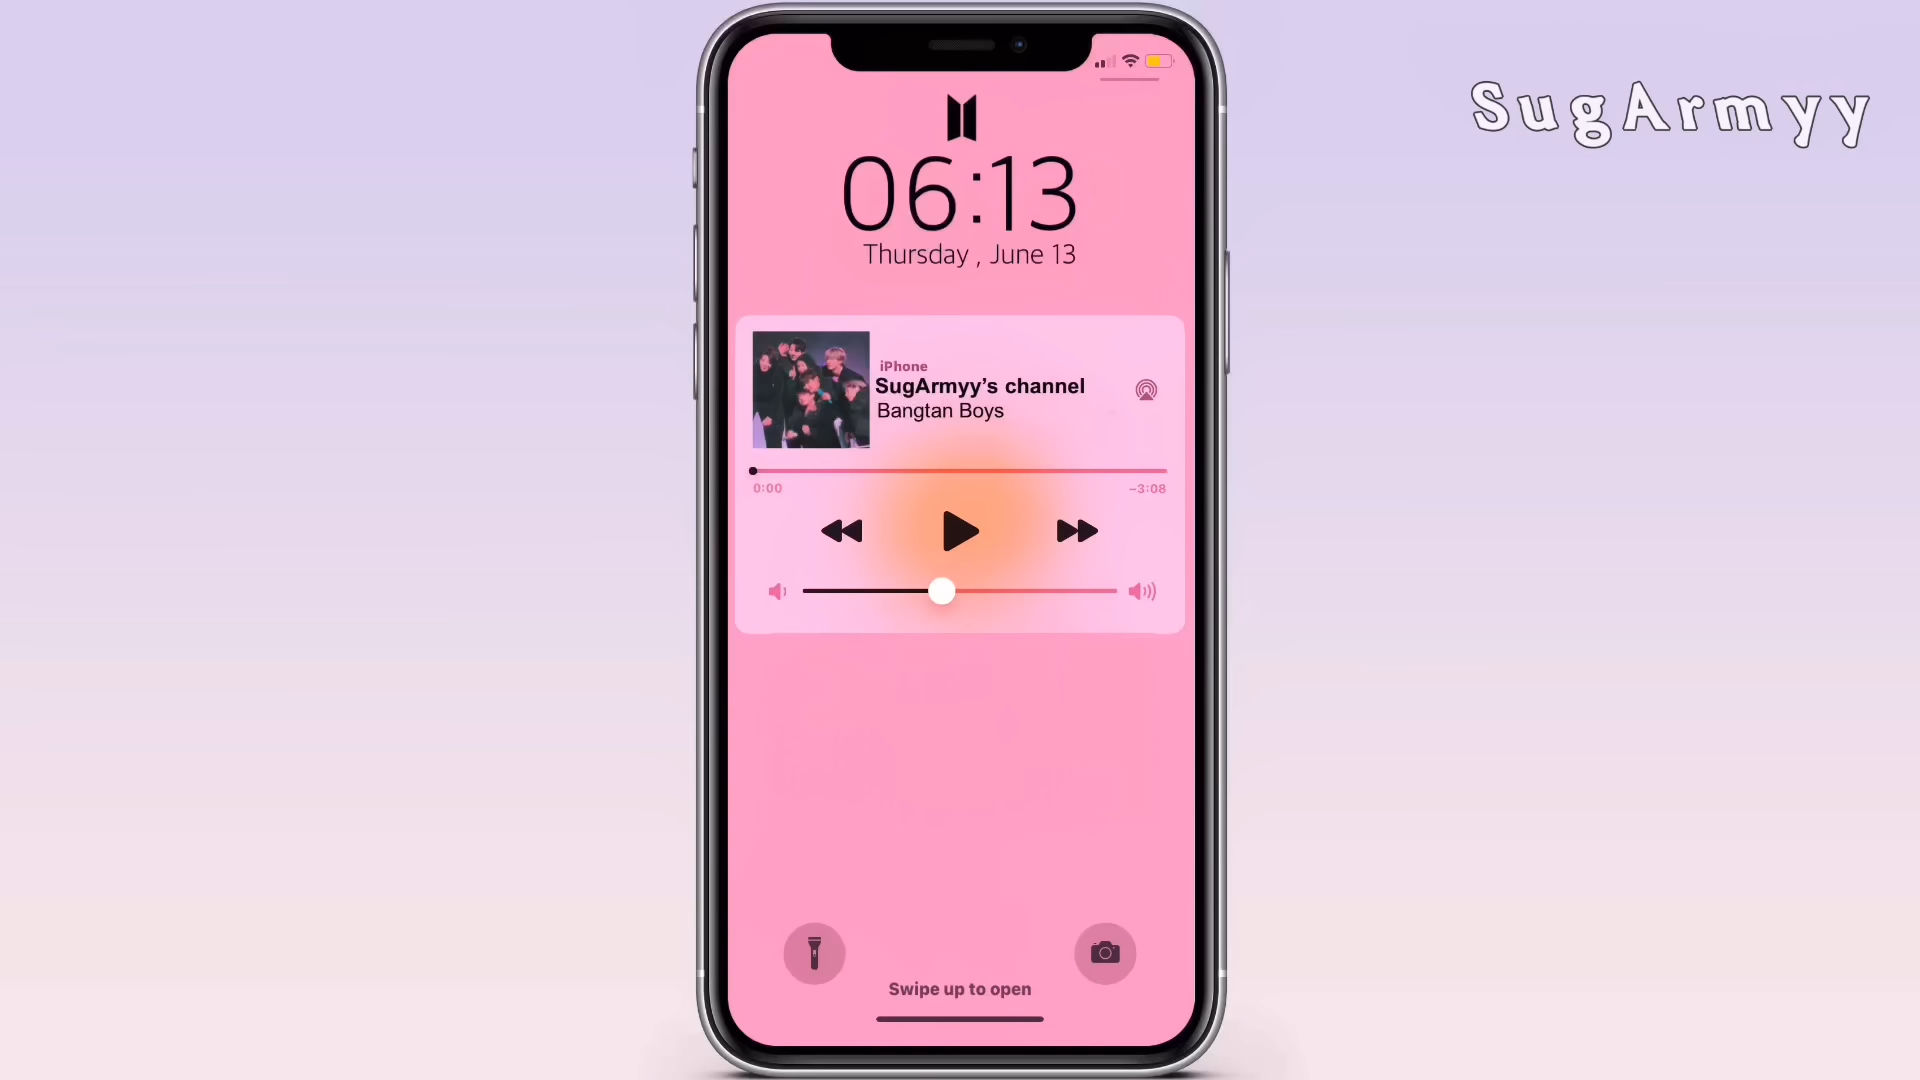 SugArmyy
06:13
Thursday , June 13
iPhone
SugArmyy’s channel
Bangtan Boys
0:00
−3:08
Swipe up to open